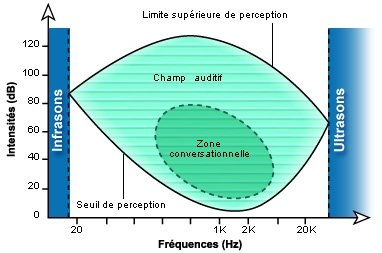 Limite supérieure de perception
Intensités (dB)
120
100
80
60
40
20
0
Infrasons
Champ auditif
Zone
conversationnelle
Seuil de perception
Ultrasons
20
1K
2K
20K
Fréquences (Hz)